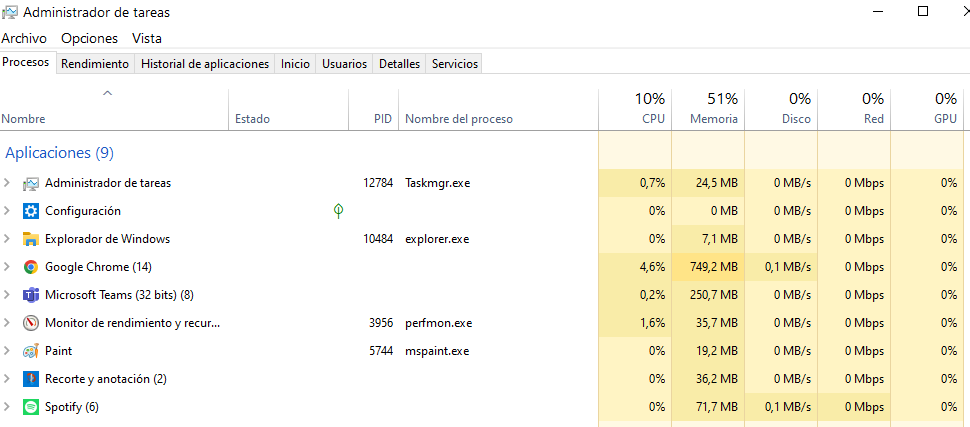 Administrador de tareas
Archivo Opciones Vista
Procesos Rendimiento Historial de aplicaciones Inicio Usuarios Detalles Servicios
10% 51% 0% 0% 0%
Nombre Estado PID Nombre del proceso CPU Memoria Disco Red GPU
Aplicaciones (9)
Administrador de tareas 12784 Taskmgr.exe 0,7% 24,5 MB 0 MB/s 0 Mbps 0%
Configuración 0% 0 MB 0 MB/s 0 Mbps 0%
Explorador de Windows 10484 explorer.exe 0% 7,1 MB 0 MB/s 0 Mbps 0%
Google Chrome (14) 4,6% 749,2 MB 0,1 MB/s 0 Mbps 0%
Microsoft Teams (32 bits) (8) 0,2% 250,7 MB 0 MB/s 0 Mbps 0%
Monitor de rendimiento y recur... 3956 perfmon.exe 1,6% 35,7 MB 0 MB/s 0 Mbps 0%
Paint 5744 mspaint.exe 0% 19,2 MB 0 MB/s 0 Mbps 0%
Recorte y anotación (2) 0% 36,2 MB 0 MB/s 0 Mbps 0%
Spotify (6) 0% 71,7 MB 0,1 MB/s 0 Mbps 0%